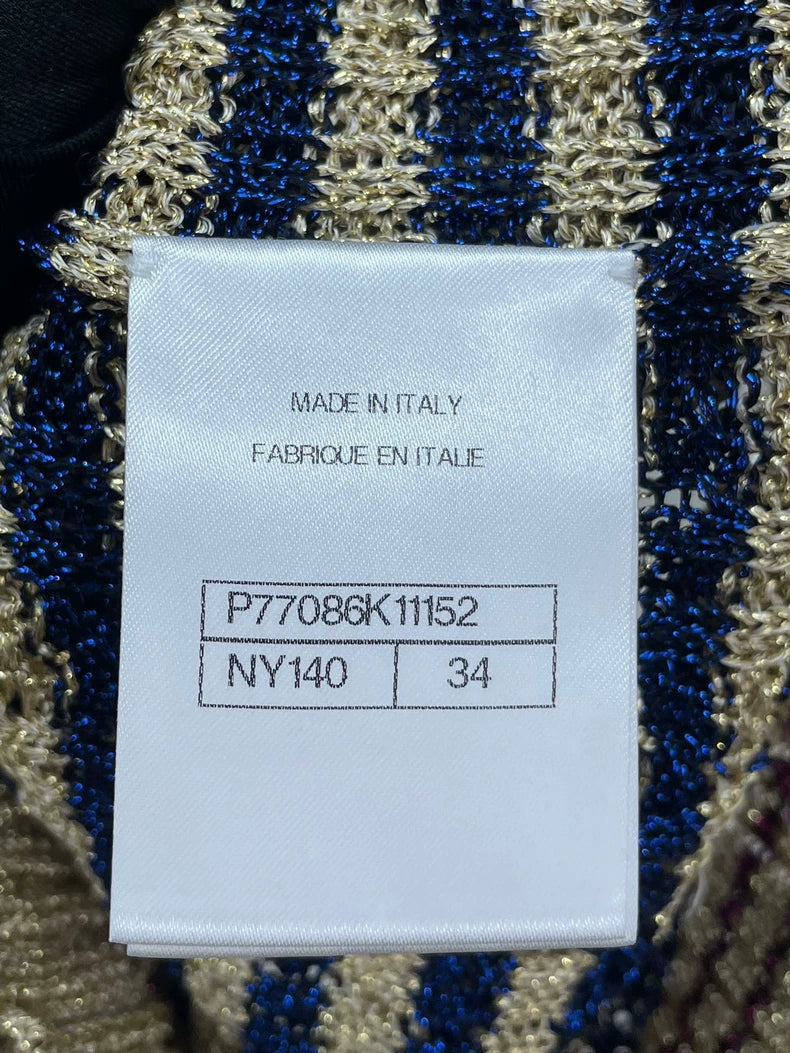 MADE IN ITALY
FABRIQUE EN ITALIE
P77086K11152
NY140 34